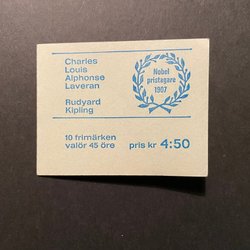 Charles
Louis
Alphonse
Laveran
Rudyard
Kipling
Nobel
pristagare
1907
10 frimärken
valör 45 öre
pris kr 4:50